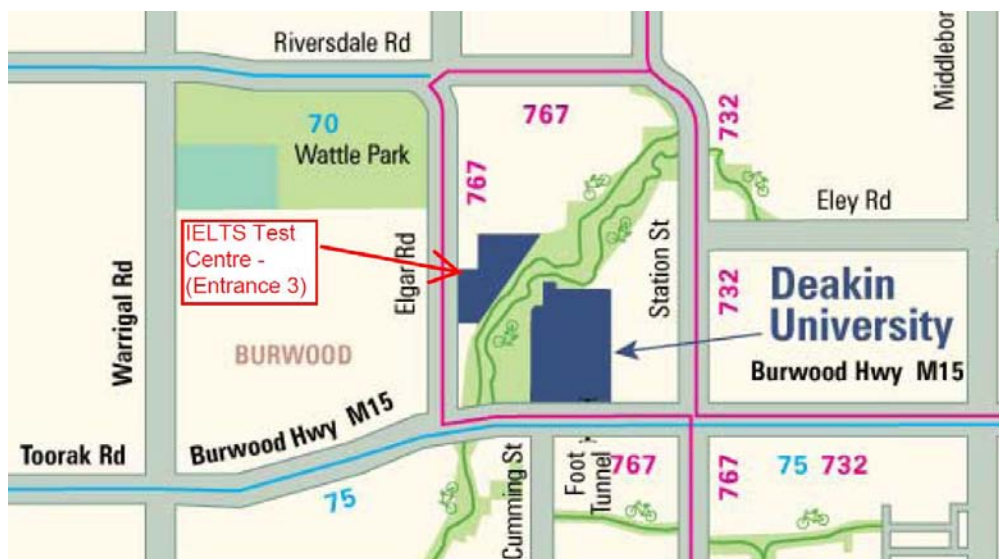 Riversdale Rd
Middlebor
70
Wattle Park
767
732
767
Eley Rd
IELTS Test
Centre -
(Entrance 3)
Elgar Rd
Station St
Warrigal Rd
732
Deakin
University
BURWOOD
Burwood Hwy M15
Burwood Hwy M15
Toorak Rd
75
Cumming St
Foot
Tunnel
767
767
75 732